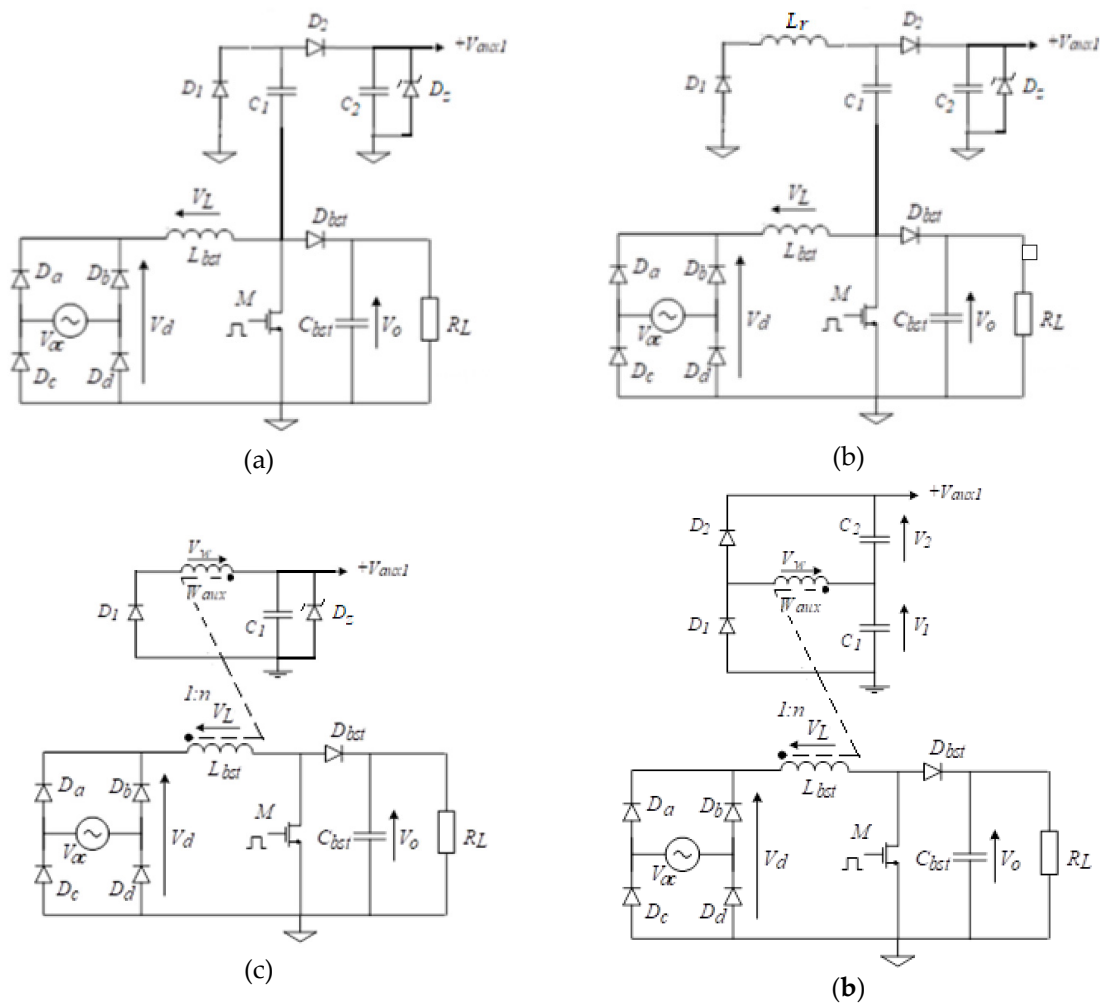 D2
+Vaux1
D1
C1
C2
Dz
VL
Dbst
Lbst
Da
Db
M
Vac
Vd
Cbst
Vo
RL
Dc
Dd
(a)
Lr
D2
+Vaux1
D1
C1
C2
Dz
VL
Dbst
Lbst
Da
Db
M
Vac
Vd
Cbst
Vo
RL
Dc
Dd
(b)
Vw
+Vaux1
Waux
D1
C1
Dz
1:n
VL
Dbst
Lbst
Da
Db
M
Vac
Vd
Cbst
Vo
RL
Dc
Dd
(c)
+Vaux1
D2
C2
V2
Vw
Waux
D1
C1
V1
1:n
VL
Dbst
Lbst
Da
Db
M
Vac
Vd
Cbst
Vo
RL
Dc
Dd
(b)